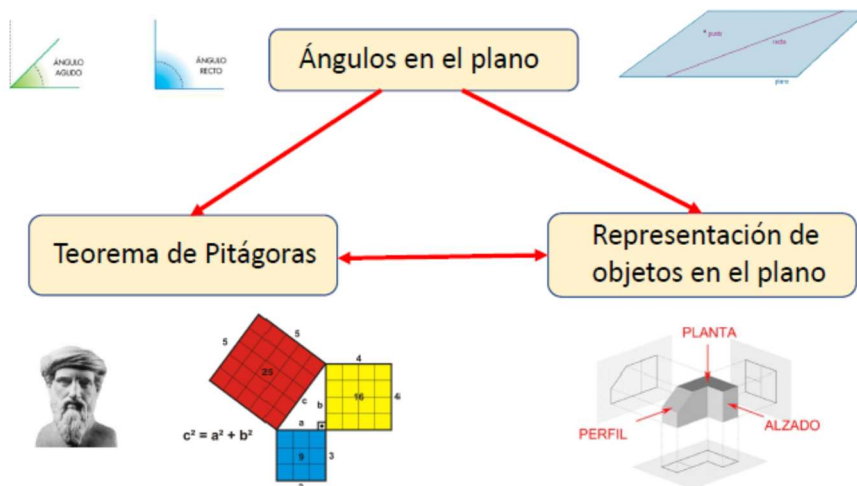 ÁNGULO
AGUDO
ÁNGULO
RECTO
Ángulos en el plano
punto
recta
plano
Teorema de Pitágoras
Representación de
objetos en el plano
5
5
25
c
b
a
4
16
4
9
3
c² = a² + b²
PLANTA
PERFIL
ALZADO